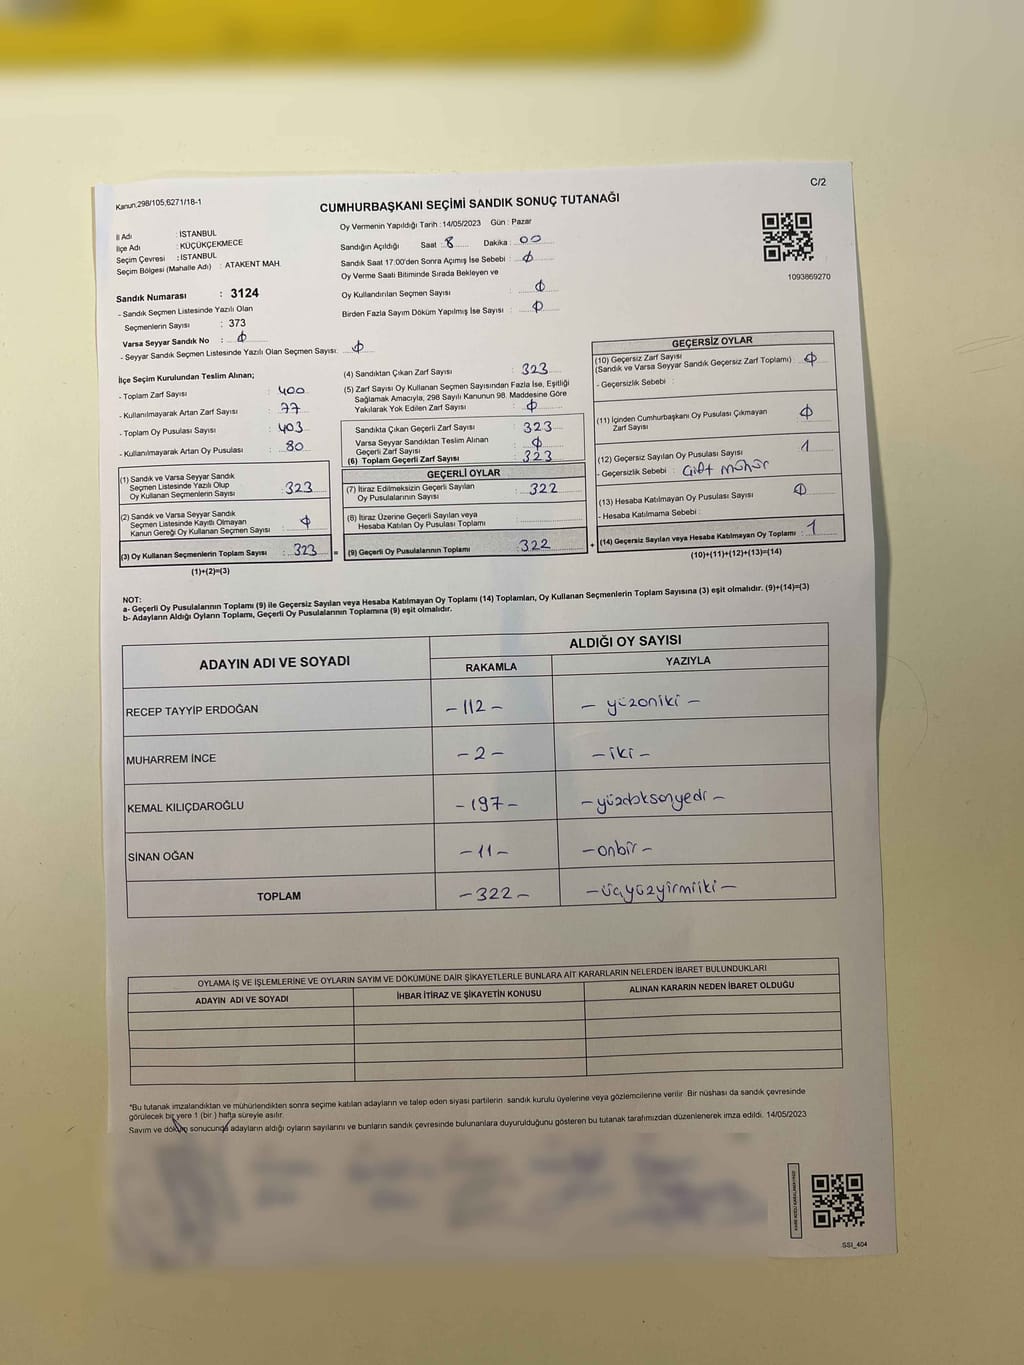 C/2
Kanun;298/105;6271/18-1
CUMHURBAŞKANI SEÇİMİ SANDIK SONUÇ TUTANAĞI
İl Adı : İSTANBUL
İlçe Adı : KÜÇÜKÇEKMECE
Seçim Çevresi : İSTANBUL
Seçim Bölgesi (Mahalle Adı) : ATAKENT MAH.
Oy Vermenin Yapıldığı Tarih : 14/05/2023 Gün : Pazar
Sandığın Açıldığı Saat 8 Dakika : 00
Sandık Saat 17:00'den Sonra Açımış İse Sebebi : Ø
Oy Verme Saati Bitiminde Sırada Bekleyen ve
Oy Kullandırılan Seçmen Sayısı : Ø
Birden Fazla Sayım Döküm Yapılmış İse Sayısı : Ø
1093869270
Sandık Numarası : 3124
- Sandık Seçmen Listesinde Yazılı Olan
Seçmenlerin Sayısı : 373
Varsa Seyyar Sandık No : Ø
- Seyyar Sandık Seçmen Listesinde Yazılı Olan Seçmen Sayısı: Ø
İlçe Seçim Kurulundan Teslim Alınan;
- Toplam Zarf Sayısı : 400
- Kullanılmayarak Artan Zarf Sayısı : 77
- Toplam Oy Pusulası Sayısı : 403
- Kullanılmayarak Artan Oy Pusulası : 80
(1) Sandık ve Varsa Seyyar Sandık
Seçmen Listesinde Yazılı Olup
Oy Kullanan Seçmenlerin Sayısı : 323
(2) Sandık ve Varsa Seyyar Sandık
Seçmen Listesinde Kayıtlı Olmayan
Kanun Gereği Oy Kullanan Seçmen Sayısı : Ø
(3) Oy Kullanan Seçmenlerin Toplam Sayısı : 323
(1)+(2)=(3)
(4) Sandıktan Çıkan Zarf Sayısı : 323
(5) Zarf Sayısı Oy Kullanan Seçmen Sayısından Fazla İse, Eşitliği
Sağlamak Amacıyla, 298 Sayılı Kanunun 98. Maddesine Göre
Yakılarak Yok Edilen Zarf Sayısı : Ø
Sandıkta Çıkan Geçerli Zarf Sayısı : 323
Varsa Seyyar Sandıktan Teslim Alınan
Geçerli Zarf Sayısı : Ø
(6) Toplam Geçerli Zarf Sayısı : 323
GEÇERLİ OYLAR
(7) İtiraz Edilmeksizin Geçerli Sayılan
Oy Pusulalarının Sayısı : 322
(8) İtiraz Üzerine Geçerli Sayılan veya
Hesaba Katılan Oy Pusulası Toplamı :
= (9) Geçerli Oy Pusulalarının Toplamı : 322
GEÇERSİZ OYLAR
(10) Geçersiz Zarf Sayısı
(Sandık ve Varsa Seyyar Sandık Geçersiz Zarf Toplamı) : Ø
- Geçersizlik Sebebi :
(11) İçinden Cumhurbaşkanı Oy Pusulası Çıkmayan
Zarf Sayısı : Ø
(12) Geçersiz Sayılan Oy Pusulası Sayısı : 1
- Geçersizlik Sebebi : Çift mühür
(13) Hesaba Katılmayan Oy Pusulası Sayısı : Ø
- Hesaba Katılmama Sebebi :
+ (14) Geçersiz Sayılan veya Hesaba Katılmayan Oy Toplamı : 1
(10)+(11)+(12)+(13)=(14)
NOT:
a- Geçerli Oy Pusulalarının Toplamı (9) ile Geçersiz Sayılan veya Hesaba Katılmayan Oy Toplamı (14) Toplamları, Oy Kullanan Seçmenlerin Toplam Sayısına (3) eşit olmalıdır. (9)+(14)=(3)
b- Adayların Aldığı Oyların Toplamı, Geçerli Oy Pusulalarının Toplamına (9) eşit olmalıdır.
ADAYIN ADI VE SOYADI ALDIĞI OY SAYISI
RAKAMLA YAZIYLA
RECEP TAYYİP ERDOĞAN -112- - yüzoniki -
MUHARREM İNCE -2- -iki-
KEMAL KILIÇDAROĞLU -197- -yüzdoksanyedi-
SİNAN OĞAN -11- -onbir-
TOPLAM -322- -üçyüzyirmiiki-
OYLAMA İŞ VE İŞLEMLERİNE VE OYLARIN SAYIM VE DÖKÜMÜNE DAİR ŞİKAYETLERLE BUNLARA AİT KARARLARIN NELERDEN İBARET BULUNDUKLARI
ADAYIN ADI VE SOYADI İHBAR İTİRAZ VE ŞİKAYETİN KONUSU ALINAN KARARIN NEDEN İBARET OLDUĞU
*Bu tutanak imzalandıktan ve mühürlendikten sonra seçime katılan adayların ve talep eden siyasi partilerin sandık kurulu üyelerine veya gözlemcilerine verilir. Bir nüshası da sandık çevresinde
görülecek bir yere 1 (bir ) hafta süreyle asılır.
Sayım ve döküm sonucunda adayların aldığı oyların sayılarını ve bunların sandık çevresinde bulunanlara duyurulduğunu gösteren bu tutanak tarafımızdan düzenlenerek imza edildi. 14/05/2023
SSI_404